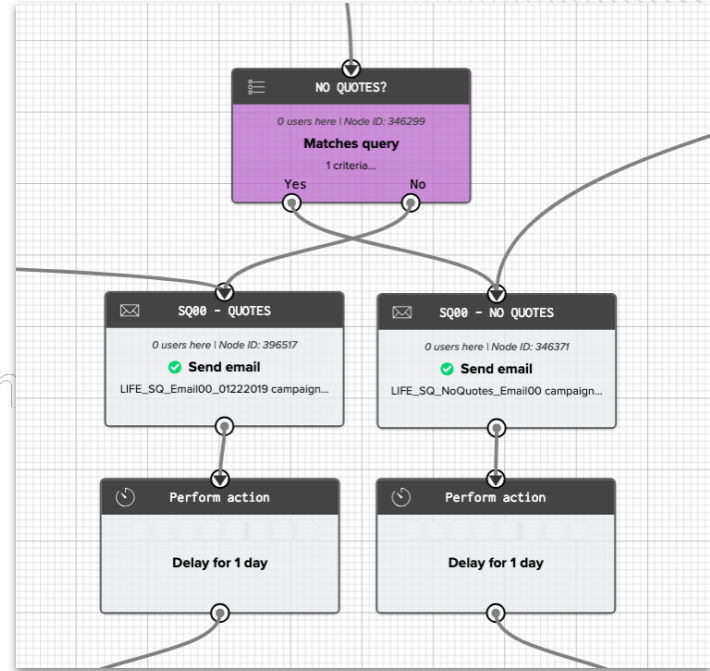 NO QUOTES?
0 users here | Node ID: 346299
Matches query
1 criteria...
Yes No
SQ00 - QUOTES
0 users here | Node ID: 396517
Send email
LIFE_SQ_Email00_01222019 campaign...
SQ00 - NO QUOTES
0 users here | Node ID: 346371
Send email
LIFE_SQ_NoQuotes_Email00 campaign...
Perform action
Delay for 1 day
Perform action
Delay for 1 day